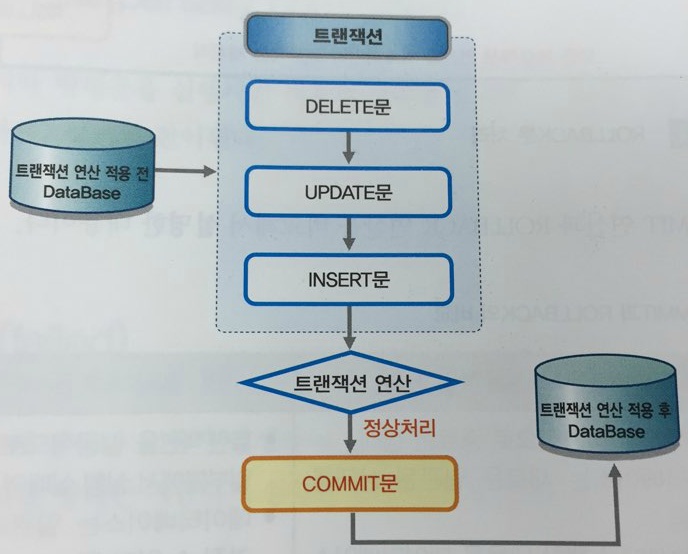 트랜잭션
DELETE문
트랜잭션 연산 적용 전
DataBase
UPDATE문
INSERT문
트랜잭션 연산
정상처리
COMMIT문
트랜잭션 연산 적용 후
DataBase